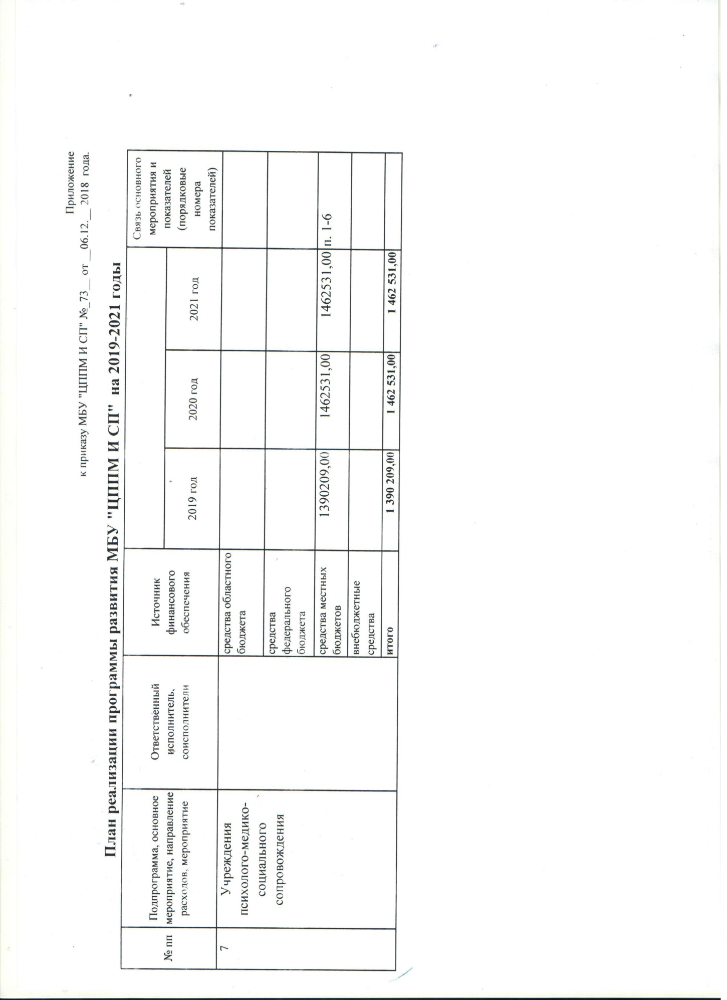 Приложение
к приказу МБУ "ЦППМ И СП" №_73__ от __06.12.__ 2018 года.
План реализации программы развития МБУ "ЦППМ И СП" на 2019-2021 годы
№ пп
Подпрограмма, основное
мероприятие, направление
расходов, мероприятие
Ответственный
исполнитель,
соисполнители
Источник
финансового
обеспечения
2019 год
2020 год
2021 год
Связь основного
мероприятия и
показателей
(порядковые
номера
показателей)
7
Учреждения
психолого-медико-
социального
сопровождения
средства областного
бюджета
средства
федерального
бюджета
средства местных
бюджетов
1390209,00
1462531,00
1462531,00
п. 1-6
внебюджетные
средства
итого
1 390 209,00
1 462 531,00
1 462 531,00